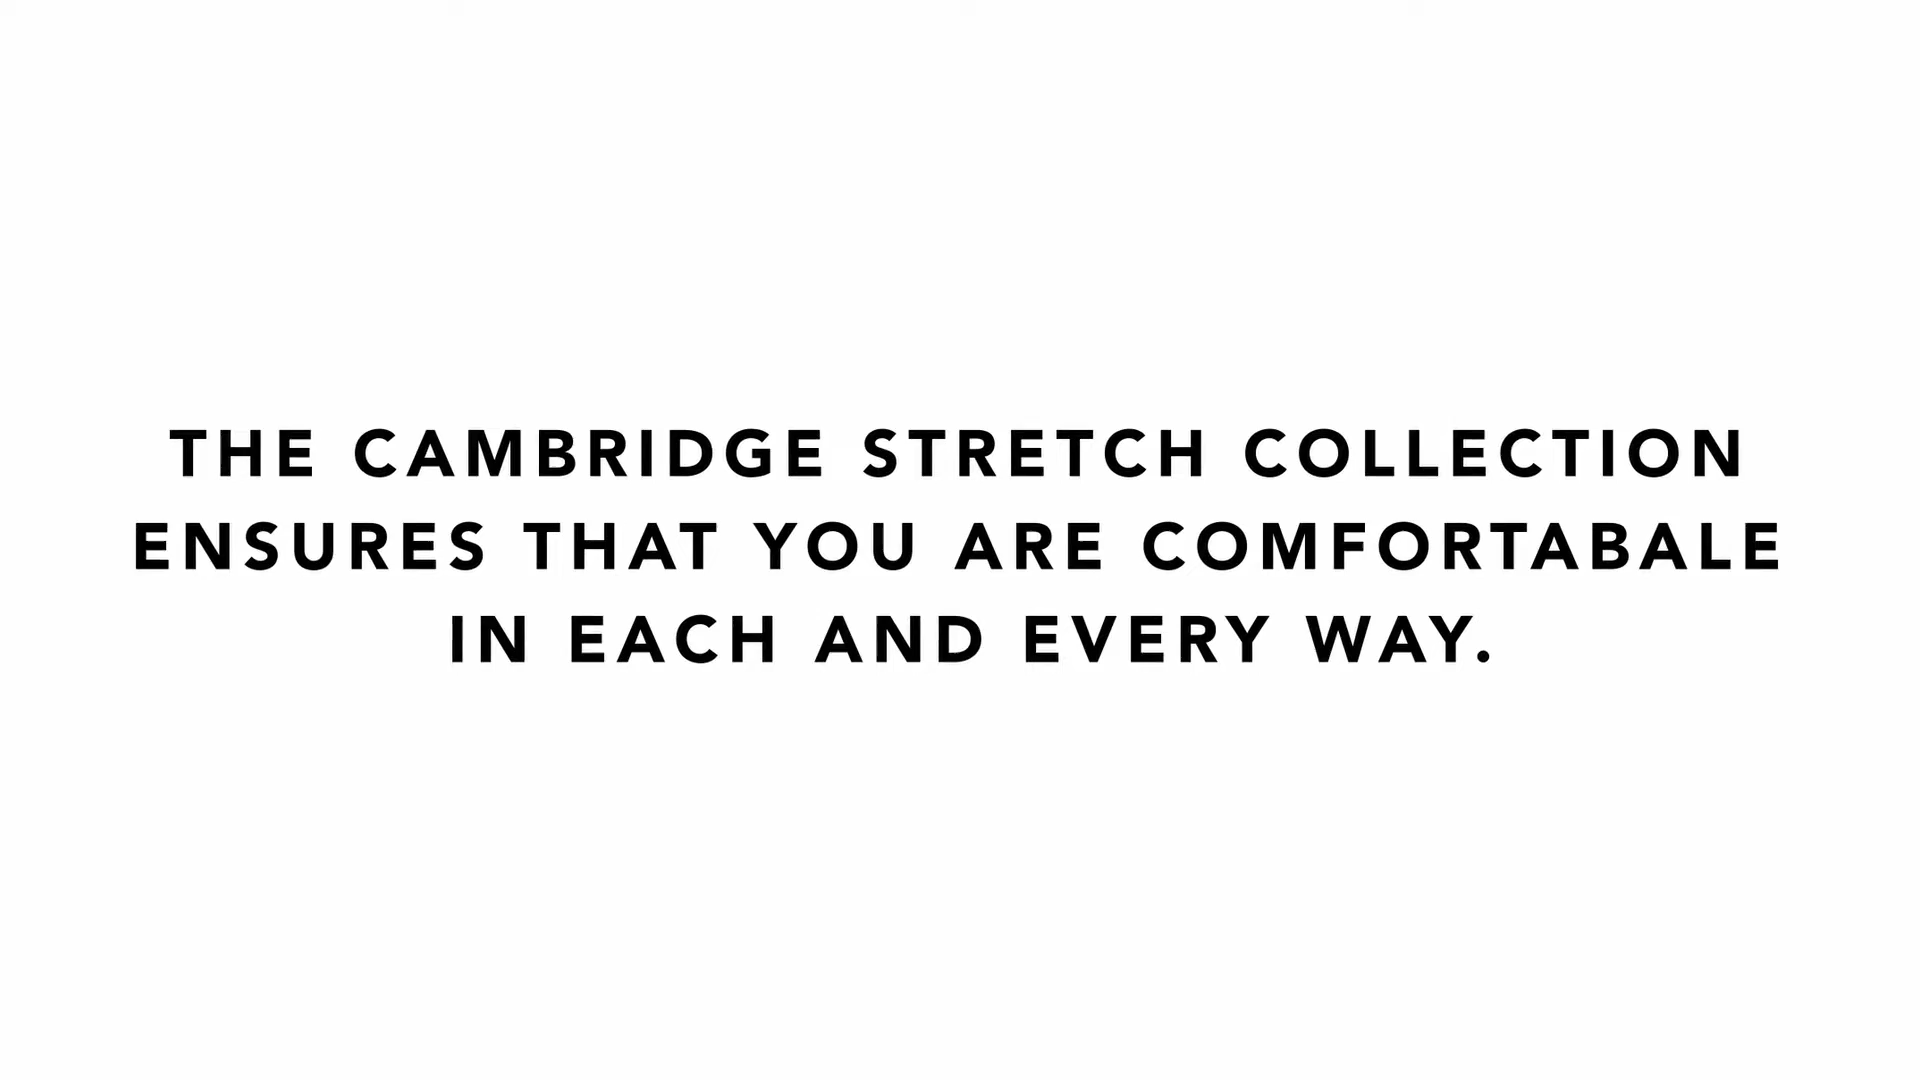 THE CAMBRIDGE STRETCH COLLECTION
ENSURES THAT YOU ARE COMFORTABALE
IN EACH AND EVERY WAY.